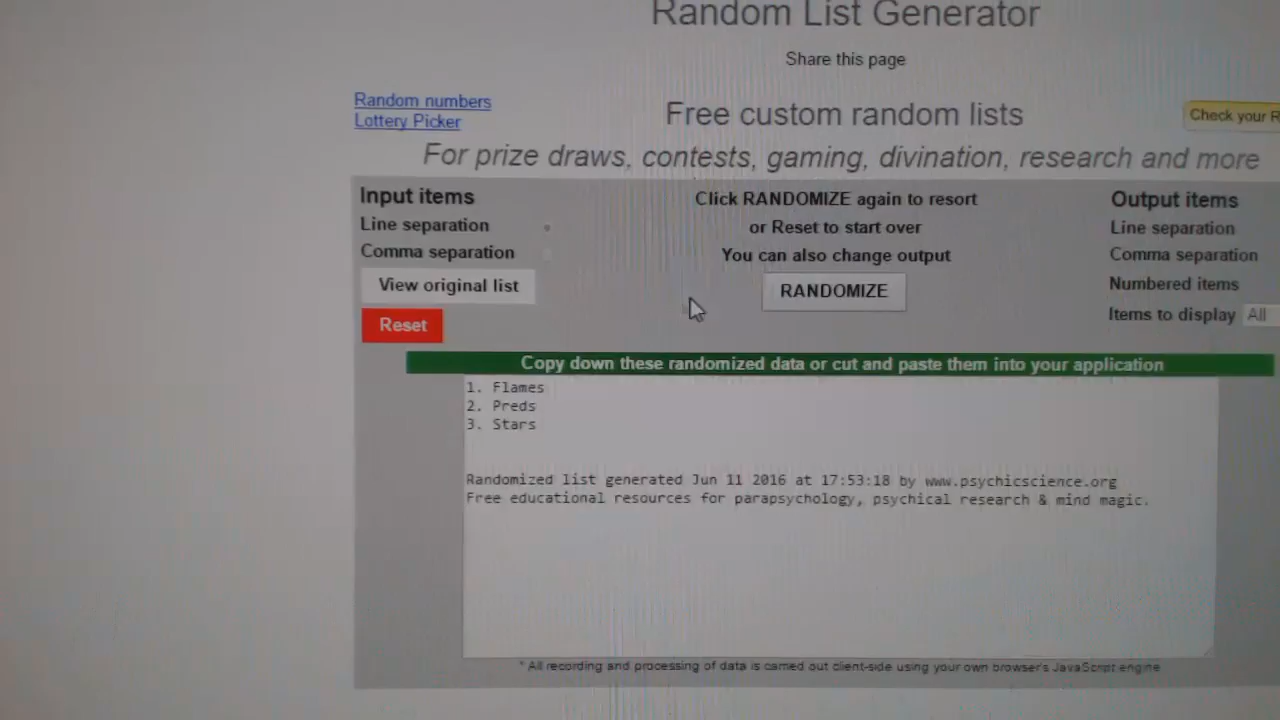 Random List Generator
Share this page
Random numbers
Lottery Picker
Free custom random lists
Check your R
For prize draws, contests, gaming, divination, research and more
Input items
Line separation
Comma separation
View original list
Reset
Click RANDOMIZE again to resort
or Reset to start over
You can also change output
RANDOMIZE
Output items
Line separation
Comma separation
Numbered items
Items to display All
Copy down these randomized data or cut and paste them into your application
1. Flames
2. Preds
3. Stars
Randomized list generated Jun 11 2016 at 17:53:18 by www.psychicscience.org
Free educational resources for parapsychology, psychical research & mind magic.
* All recording and processing of data is carried out client-side using your own browser's JavaScript engine